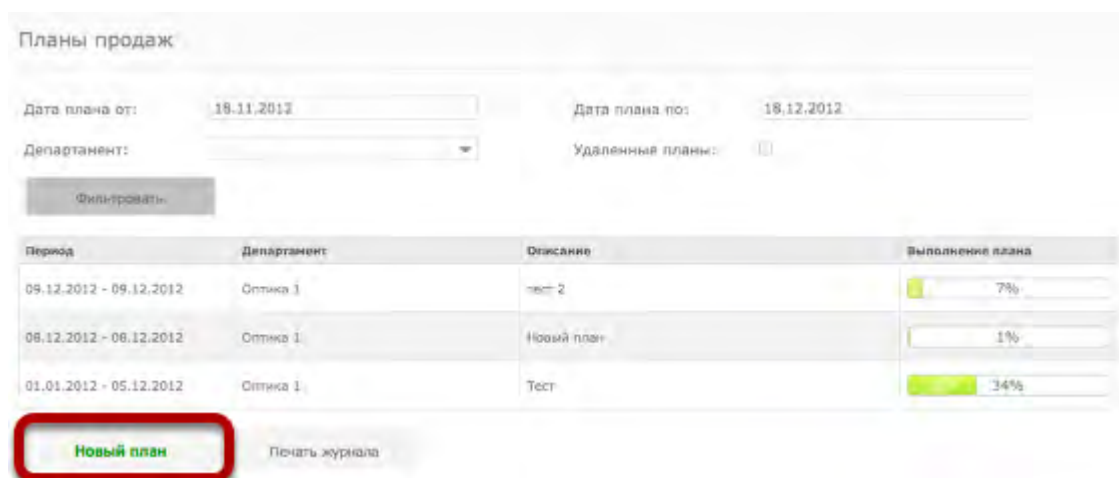 Планы продаж
Дата плана от: 18.11.2012 Дата плана по: 18.12.2012
Департамент: Удаленные планы:
Фильтровать
Период Департамент Описание Выполнение плана
09.12.2012 - 09.12.2012 Оптика 1 тест 2 7%
06.12.2012 - 06.12.2012 Оптика 1 Новый план 1%
01.01.2012 - 05.12.2012 Оптика 1 Тест 34%
Новый план Печать журнала